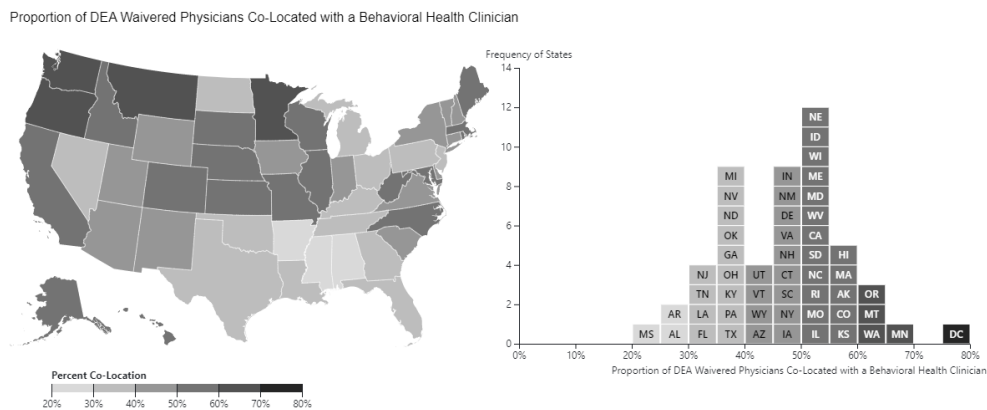 Proportion of DEA Waivered Physicians Co-Located with a Behavioral Health Clinician
Frequency of States
14
12
NE
ID
10
WI
MI IN ME
8
NV NM MD
ND DE WV
6
OK VA CA
GA NH SD HI
4
NJ OH UT CT NC MA
TN KY VT SC RI AK OR
2
AR LA PA WY NY MO CO MT
MS AL FL TX AZ IA IL KS WA MN DC
0
0% 10% 20% 30% 40% 50% 60% 70% 80%
Proportion of DEA Waivered Physicians Co-Located with a Behavioral Health Clinician
Percent Co-Location
20% 30% 40% 50% 60% 70% 80%